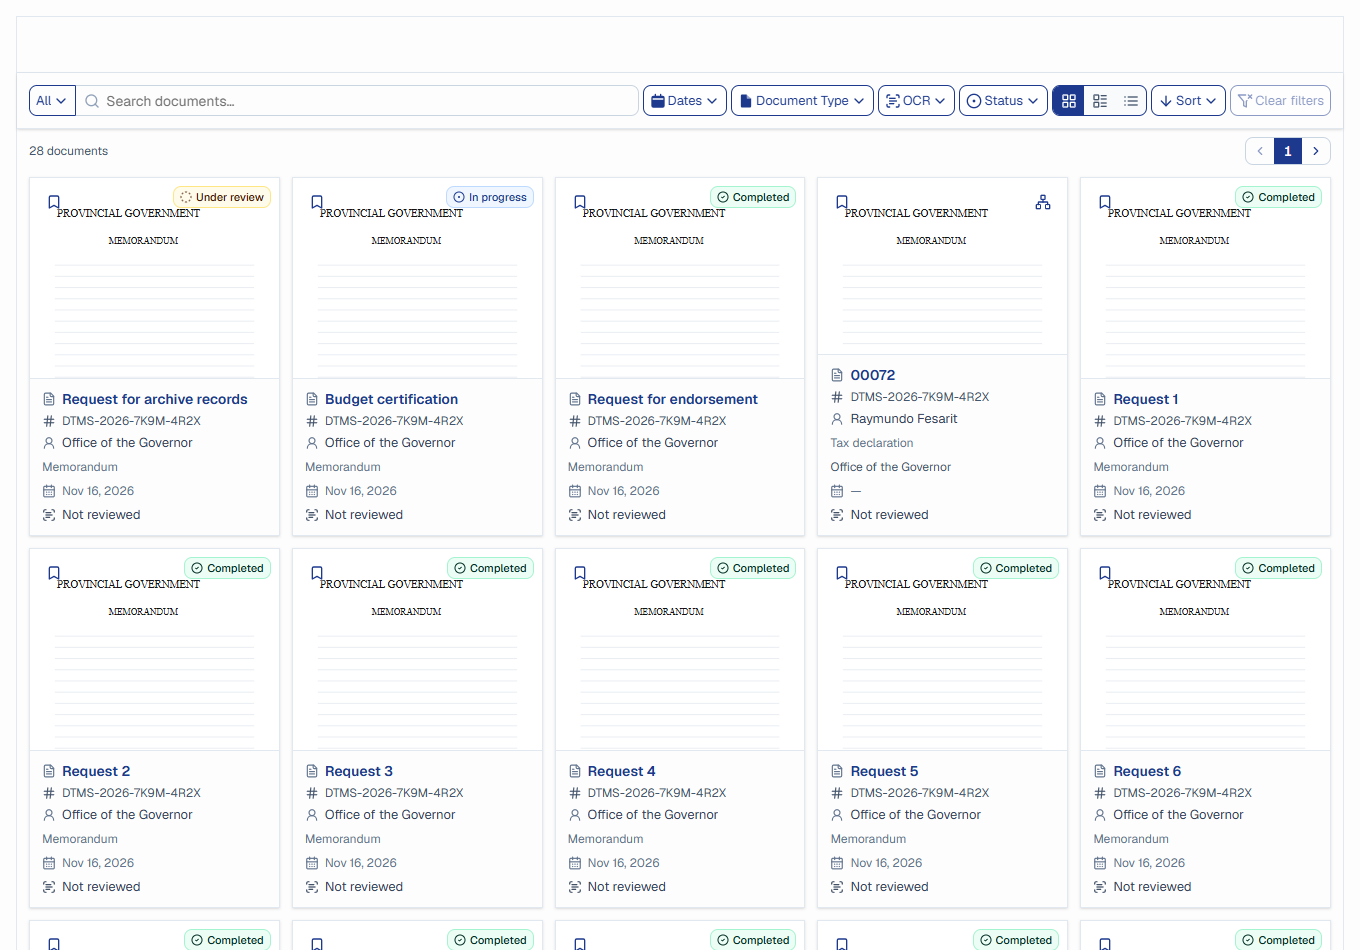 All Search documents... Dates Document Type OCR Status Sort Clear filters
28 documents 1
Under review In progress Completed Completed
PROVINCIAL GOVERNMENT PROVINCIAL GOVERNMENT PROVINCIAL GOVERNMENT PROVINCIAL GOVERNMENT PROVINCIAL GOVERNMENT
MEMORANDUM MEMORANDUM MEMORANDUM MEMORANDUM MEMORANDUM
Request for archive records Budget certification Request for endorsement 00072 Request 1
# DTMS-2026-7K9M-4R2X # DTMS-2026-7K9M-4R2X # DTMS-2026-7K9M-4R2X # DTMS-2026-7K9M-4R2X # DTMS-2026-7K9M-4R2X
Office of the Governor Office of the Governor Office of the Governor Raymundo Fesarit Office of the Governor
Memorandum Memorandum Memorandum Tax declaration Memorandum
Office of the Governor
Nov 16, 2026 Nov 16, 2026 Nov 16, 2026 — Nov 16, 2026
Not reviewed Not reviewed Not reviewed Not reviewed Not reviewed
Completed Completed Completed Completed Completed
PROVINCIAL GOVERNMENT PROVINCIAL GOVERNMENT PROVINCIAL GOVERNMENT PROVINCIAL GOVERNMENT PROVINCIAL GOVERNMENT
MEMORANDUM MEMORANDUM MEMORANDUM MEMORANDUM MEMORANDUM
Request 2 Request 3 Request 4 Request 5 Request 6
# DTMS-2026-7K9M-4R2X # DTMS-2026-7K9M-4R2X # DTMS-2026-7K9M-4R2X # DTMS-2026-7K9M-4R2X # DTMS-2026-7K9M-4R2X
Office of the Governor Office of the Governor Office of the Governor Office of the Governor Office of the Governor
Memorandum Memorandum Memorandum Memorandum Memorandum
Nov 16, 2026 Nov 16, 2026 Nov 16, 2026 Nov 16, 2026 Nov 16, 2026
Not reviewed Not reviewed Not reviewed Not reviewed Not reviewed
Completed Completed Completed Completed Completed